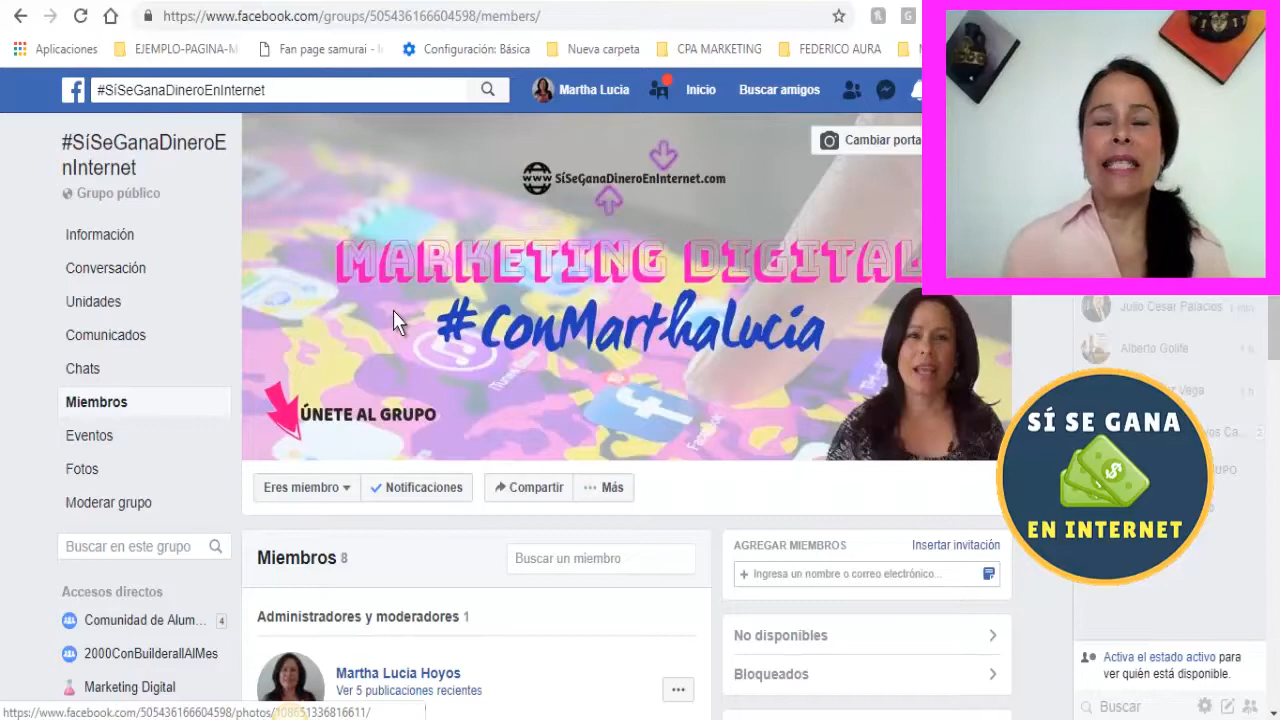 https://www.facebook.com/groups/505436166604598/members/
Aplicaciones
EJEMPLO-PAGINA-M
Fan page samurai - I
Configuración: Básica
Nueva carpeta
CPA MARKETING
FEDERICO AURA
#SíSeGanaDineroEnInternet
Martha Lucia
Inicio
Buscar amigos
#SíSeGanaDineroE
nInternet
Grupo público
Información
Conversación
Unidades
Comunicados
Chats
Miembros
Eventos
Fotos
Moderar grupo
Buscar en este grupo
Accesos directos
Comunidad de Alum... 4
2000ConBuilderallAlMes
Marketing Digital
Cambiar porta
www SíSeGanaDineroEnInternet.com
MARKETING DIGITAL
#ConMarthaLucía
ÚNETE AL GRUPO
Eres miembro
Notificaciones
Compartir
Más
Miembros 8
Buscar un miembro
Administradores y moderadores 1
Martha Lucia Hoyos
Ver 5 publicaciones recientes
AGREGAR MIEMBROS
Insertar invitación
+ Ingresa un nombre o correo electrónico...
No disponibles
Bloqueados
Julio Cesar Palacios
Alberto Golife
Vega
SÍ SE GANA
EN INTERNET
Activa el estado activo para
ver quién está disponible.
Buscar
https://www.facebook.com/505436166604598/photos/108651336816611/